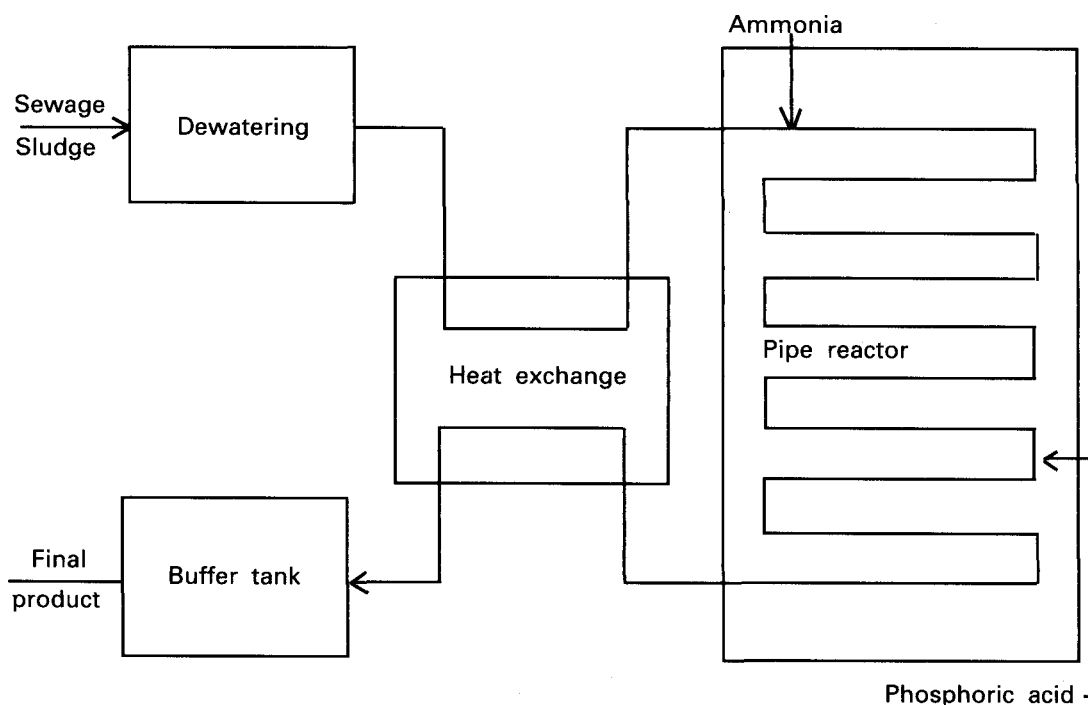 Ammonia
Sewage
Sludge
Dewatering
Pipe reactor
Heat exchange
Final
product
Buffer tank
Phosphoric acid